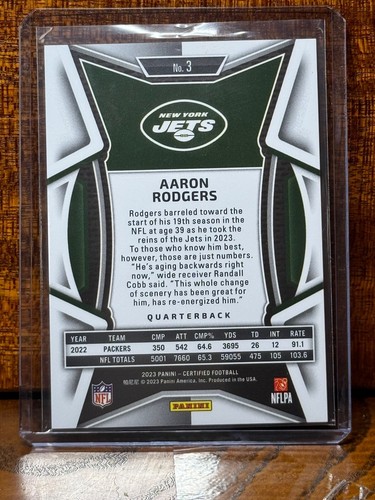 No. 3
NEW YORK
JETS
AARON
RODGERS
Rodgers barreled toward the
start of his 19th season in the
NFL at age 39 as he took the
reins of the Jets in 2023.
To those who know him best,
however, those are just numbers.
"He's aging backwards right
now," wide receiver Randall
Cobb said. "This whole change
of scenery has been great for
him, has re-energized him."
QUARTERBACK
YEAR TEAM CMP ATT CMP% YDS TD INT RATE
2022 PACKERS 350 542 64.6 3695 26 12 91.1
NFL TOTALS 5001 7660 65.3 59055 475 105 103.6
2023 PANINI – CERTIFIED FOOTBALL
帕尼尼 © 2023 Panini America, Inc. Produced in the USA.
NFL
PANINI
NFLPA